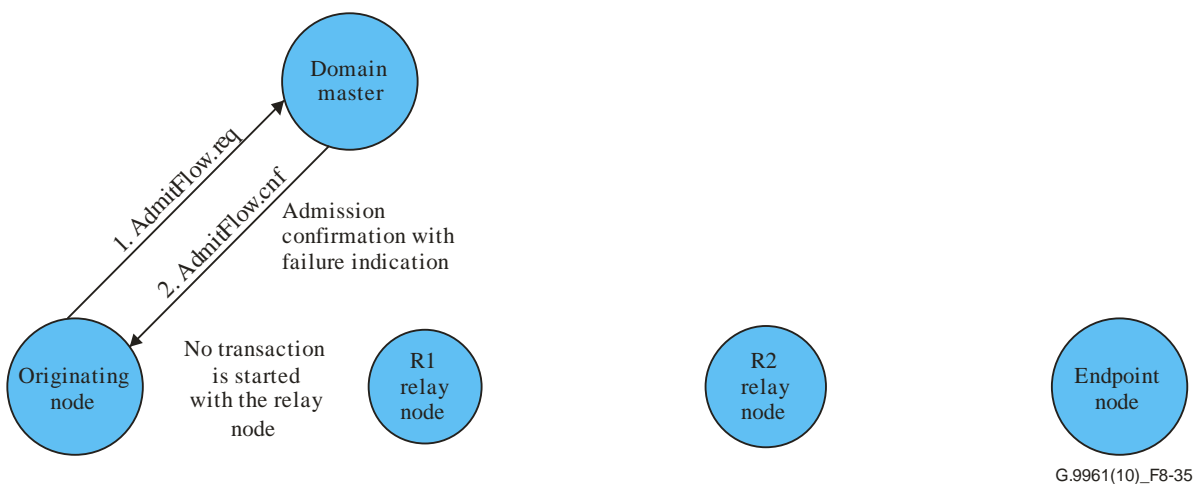 Domain
master
1. AdmitFlow.req
2. AdmitFlow.cnf
Admission
confirmation with
failure indication
Originating
node
No transaction
is started
with the relay
node
R1
relay
node
R2
relay
node
Endpoint
node
G.9961(10)_F8-35